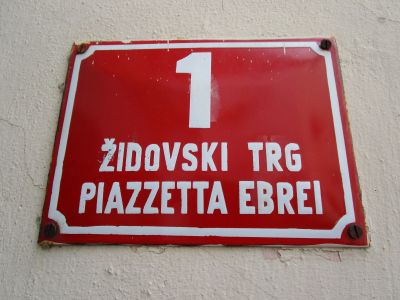 1
ŽIDOVSKI TRG
PIAZZETTA EBREI